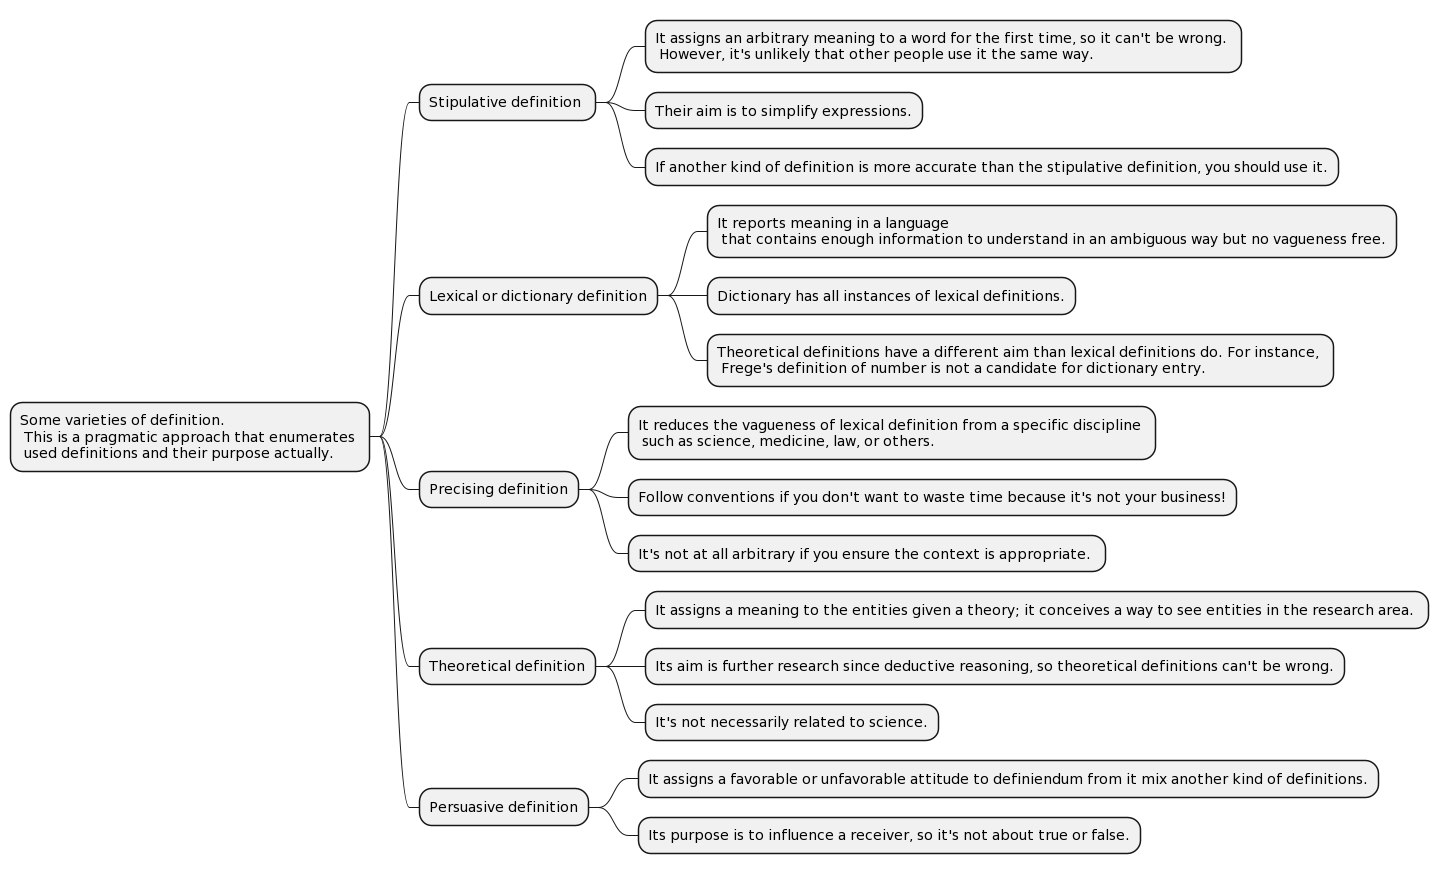 Some varieties of definition.
This is a pragmatic approach that enumerates
used definitions and their purpose actually.
Stipulative definition
It assigns an arbitrary meaning to a word for the first time, so it can't be wrong.
However, it's unlikely that other people use it the same way.
Their aim is to simplify expressions.
If another kind of definition is more accurate than the stipulative definition, you should use it.
Lexical or dictionary definition
It reports meaning in a language
that contains enough information to understand in an ambiguous way but no vagueness free.
Dictionary has all instances of lexical definitions.
Theoretical definitions have a different aim than lexical definitions do. For instance,
Frege's definition of number is not a candidate for dictionary entry.
Precising definition
It reduces the vagueness of lexical definition from a specific discipline
such as science, medicine, law, or others.
Follow conventions if you don't want to waste time because it's not your business!
It's not at all arbitrary if you ensure the context is appropriate.
Theoretical definition
It assigns a meaning to the entities given a theory; it conceives a way to see entities in the research area.
Its aim is further research since deductive reasoning, so theoretical definitions can't be wrong.
It's not necessarily related to science.
Persuasive definition
It assigns a favorable or unfavorable attitude to definiendum from it mix another kind of definitions.
Its purpose is to influence a receiver, so it's not about true or false.